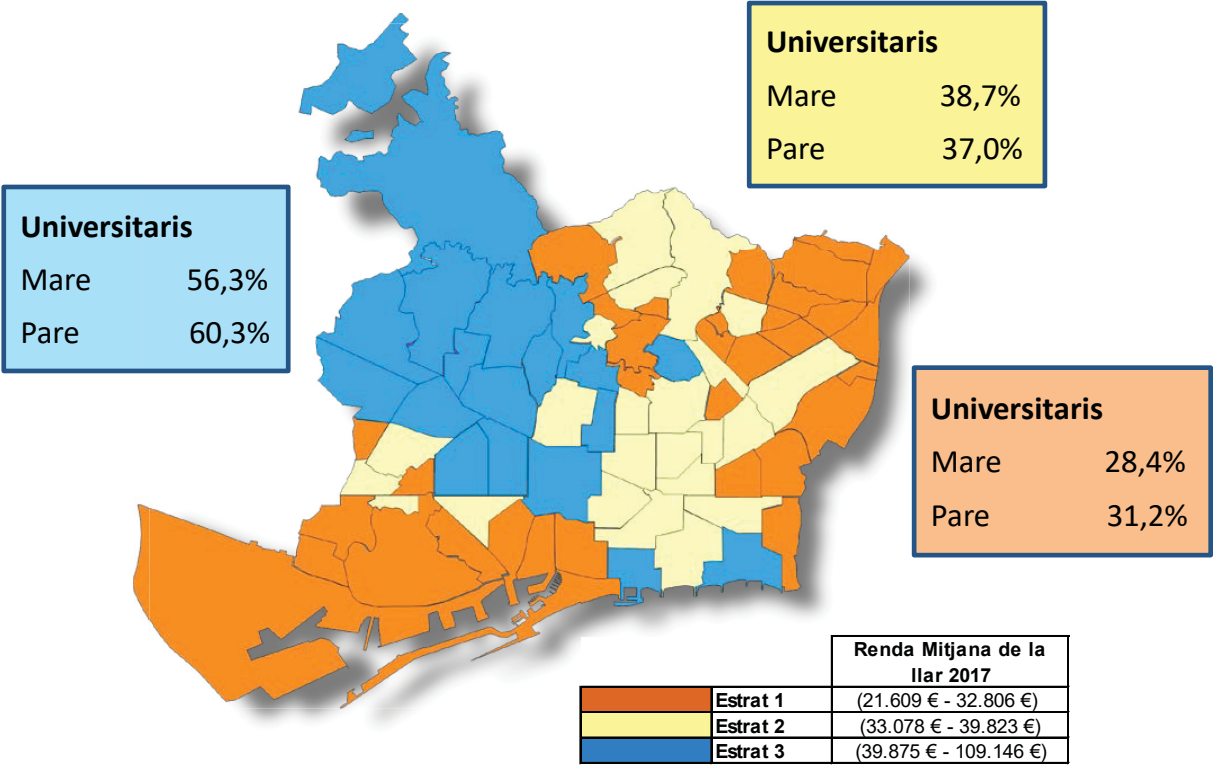 Universitaris
Mare 38,7%
Pare 37,0%
Universitaris
Mare 56,3%
Pare 60,3%
Universitaris
Mare 28,4%
Pare 31,2%
Renda Mitjana de la
llar 2017
Estrat 1 (21.609 € - 32.806 €)
Estrat 2 (33.078 € - 39.823 €)
Estrat 3 (39.875 € - 109.146 €)